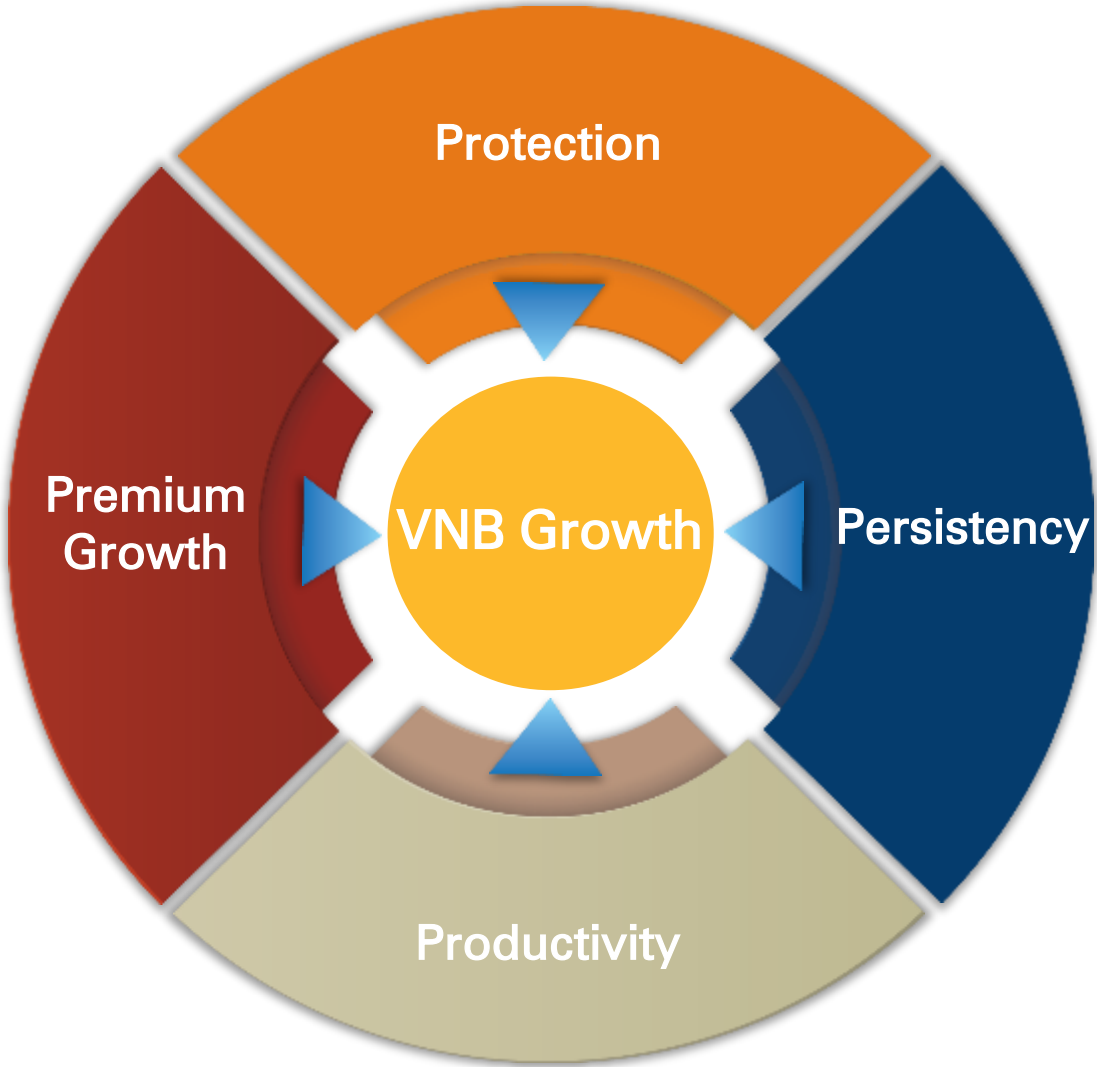 Protection
Premium
Growth
VNB Growth
Persistency
Productivity